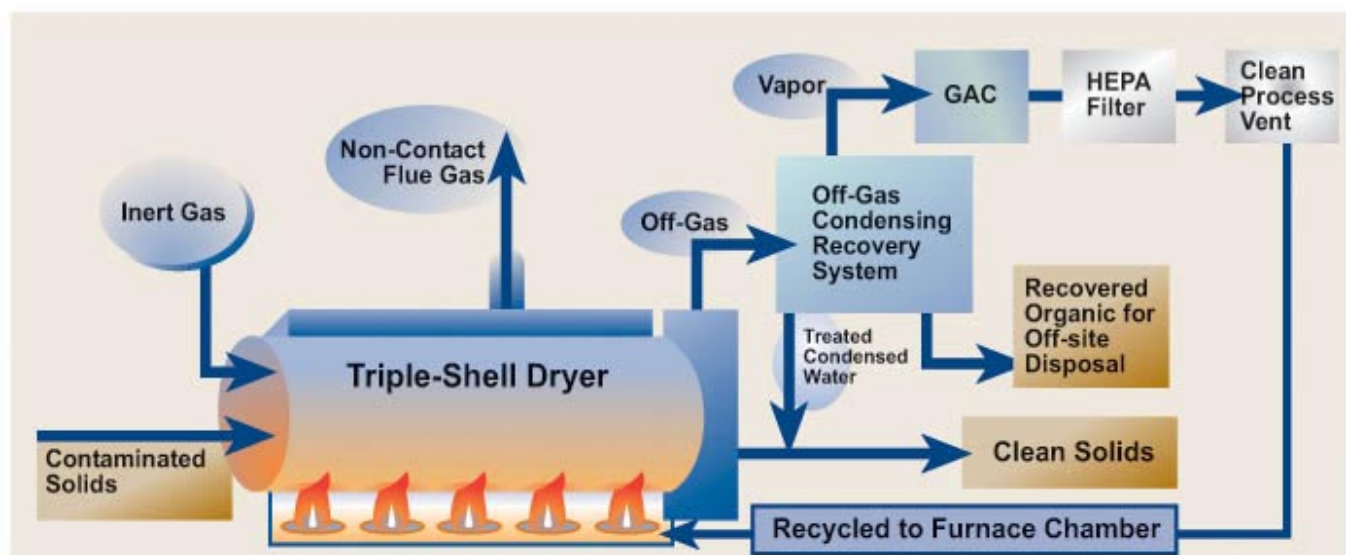 Inert Gas
Contaminated
Solids
Non-Contact
Flue Gas
Triple-Shell Dryer
Off-Gas
Vapor
Off-Gas
Condensing
Recovery
System
GAC
HEPA
Filter
Clean
Process
Vent
Treated
Condensed
Water
Recovered
Organic for
Off-site
Disposal
Clean Solids
Recycled to Furnace Chamber